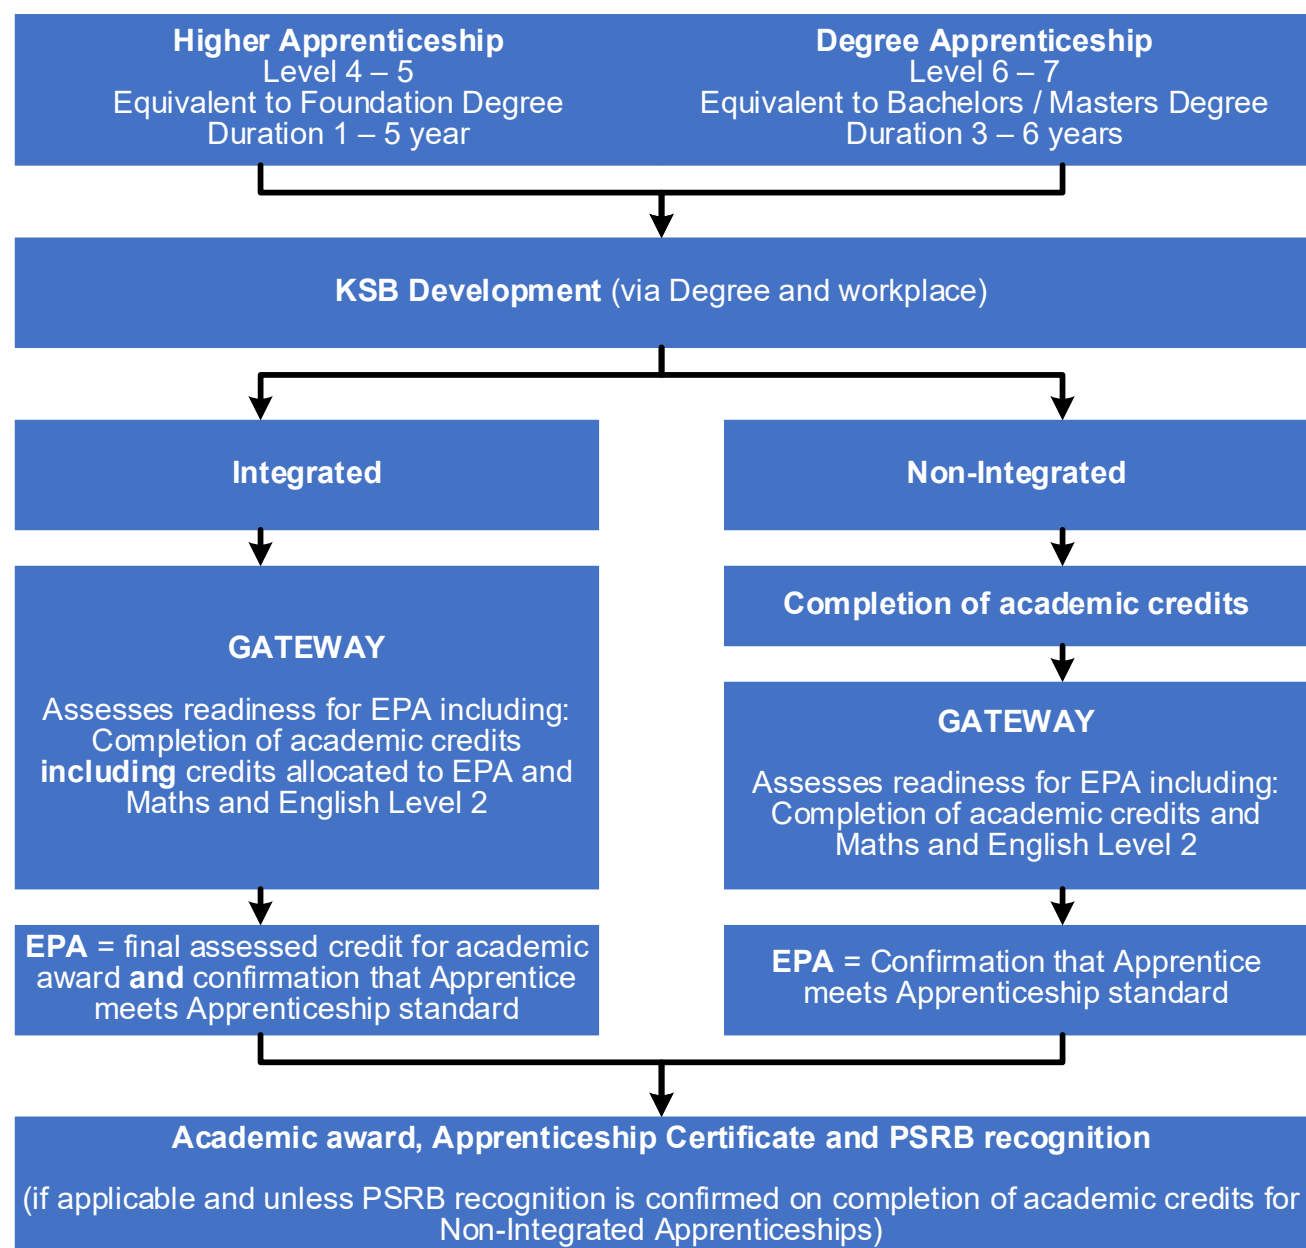 Higher Apprenticeship
Level 4 – 5
Equivalent to Foundation Degree
Duration 1 – 5 year
Degree Apprenticeship
Level 6 – 7
Equivalent to Bachelors / Masters Degree
Duration 3 – 6 years
KSB Development (via Degree and workplace)
Integrated
Non-Integrated
GATEWAY
Assesses readiness for EPA including:
Completion of academic credits
including credits allocated to EPA and
Maths and English Level 2
Completion of academic credits
GATEWAY
Assesses readiness for EPA including:
Completion of academic credits and
Maths and English Level 2
EPA = final assessed credit for academic
award and confirmation that Apprentice
meets Apprenticeship standard
EPA = Confirmation that Apprentice
meets Apprenticeship standard
Academic award, Apprenticeship Certificate and PSRB recognition
(if applicable and unless PSRB recognition is confirmed on completion of academic credits for
Non-Integrated Apprenticeships)